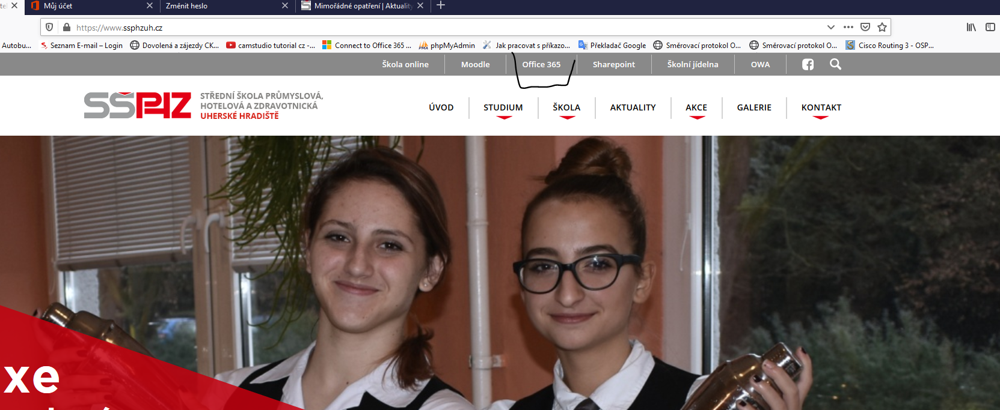 Můj účet
Změnit heslo
Mimořádné opatření | Aktuality
https://www.ssphzuh.cz
Autobu...
Seznam E-mail – Login
Dovolená a zájezdy CK...
camstudio tutorial cz -...
Connect to Office 365 ...
phpMyAdmin
Jak pracovat s příkazo...
Překladač Google
Směrovací protokol O...
Směrovací protokol O...
Cisco Routing 3 - OSP...
Škola online
Moodle
Office 365
Sharepoint
Školní jídelna
OWA
SŠPHZ
STŘEDNÍ ŠKOLA PRŮMYSLOVÁ,
HOTELOVÁ A ZDRAVOTNICKÁ
UHERSKÉ HRADIŠTĚ
ÚVOD
STUDIUM
ŠKOLA
AKTUALITY
AKCE
GALERIE
KONTAKT
xe